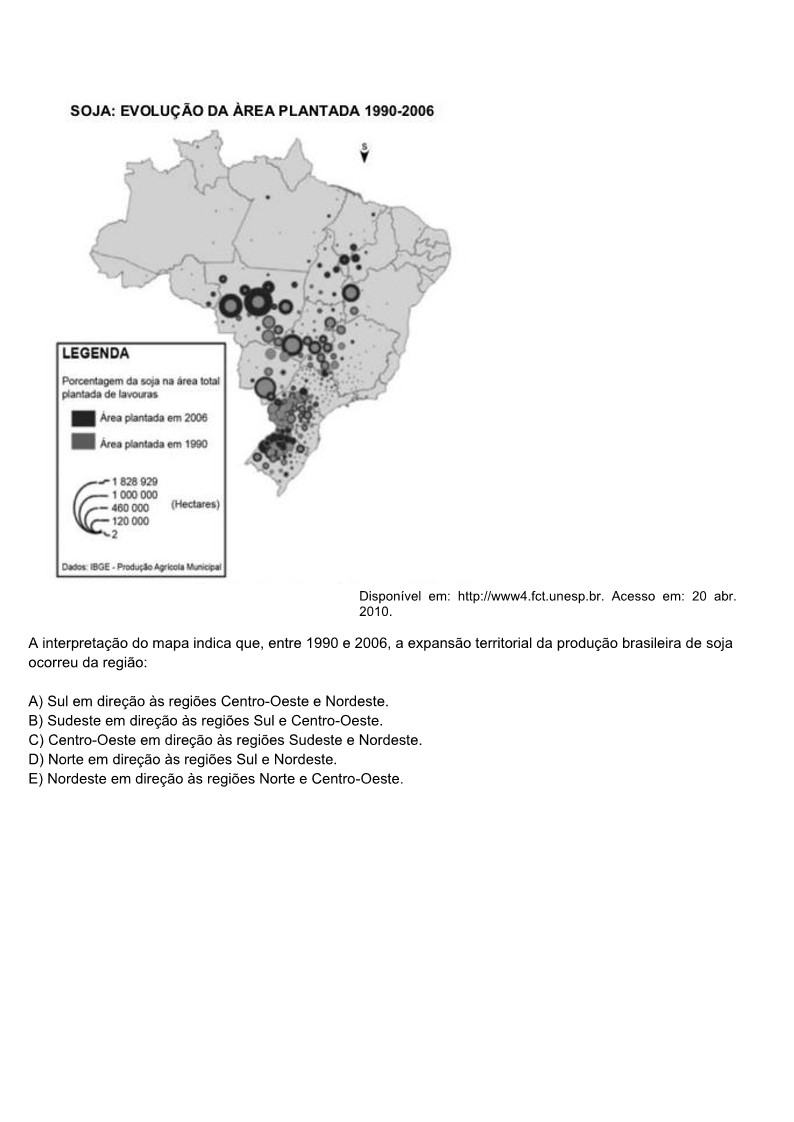 SOJA: EVOLUÇÃO DA ÀREA PLANTADA 1990-2006
S
LEGENDA
Porcentagem da soja na área total
plantada de lavouras
Área plantada em 2006
Área plantada em 1990
1 828 929
1 000 000
460 000
(Hectares)
120 000
2
Dados: IBGE - Produção Agrícola Municipal
Disponível em: http://www4.fct.unesp.br. Acesso em: 20 abr.
2010.
A interpretação do mapa indica que, entre 1990 e 2006, a expansão territorial da produção brasileira de soja
ocorreu da região:
A) Sul em direção às regiões Centro-Oeste e Nordeste.
B) Sudeste em direção às regiões Sul e Centro-Oeste.
C) Centro-Oeste em direção às regiões Sudeste e Nordeste.
D) Norte em direção às regiões Sul e Nordeste.
E) Nordeste em direção às regiões Norte e Centro-Oeste.